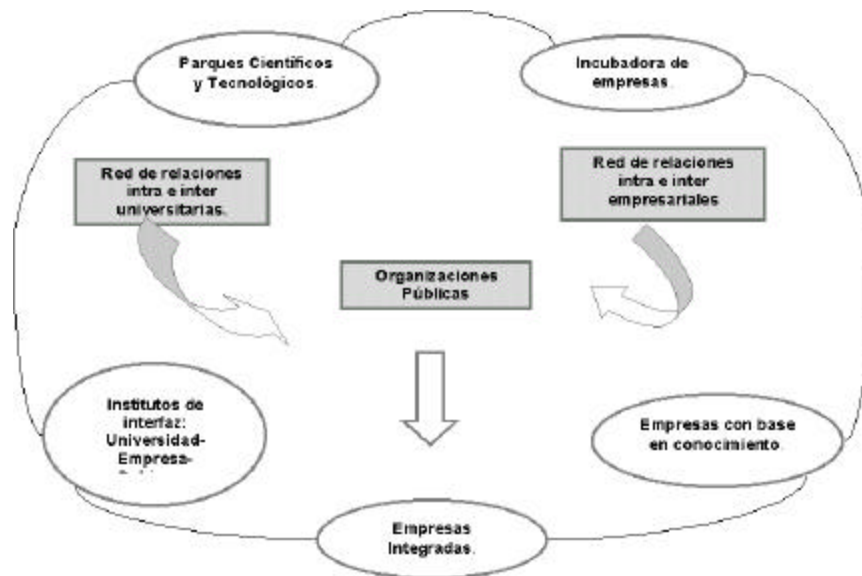 Parques Científicos
y Tecnológicos.
Incubadora de
empresas.
Red de relaciones
intra e inter
universitarias.
Red de relaciones
intra e inter
empresariales
Organizaciones
Públicas
Institutos de
interfaz:
Universidad-
Empresa-
Empresas con base
en conocimiento.
Empresas
Integradas.